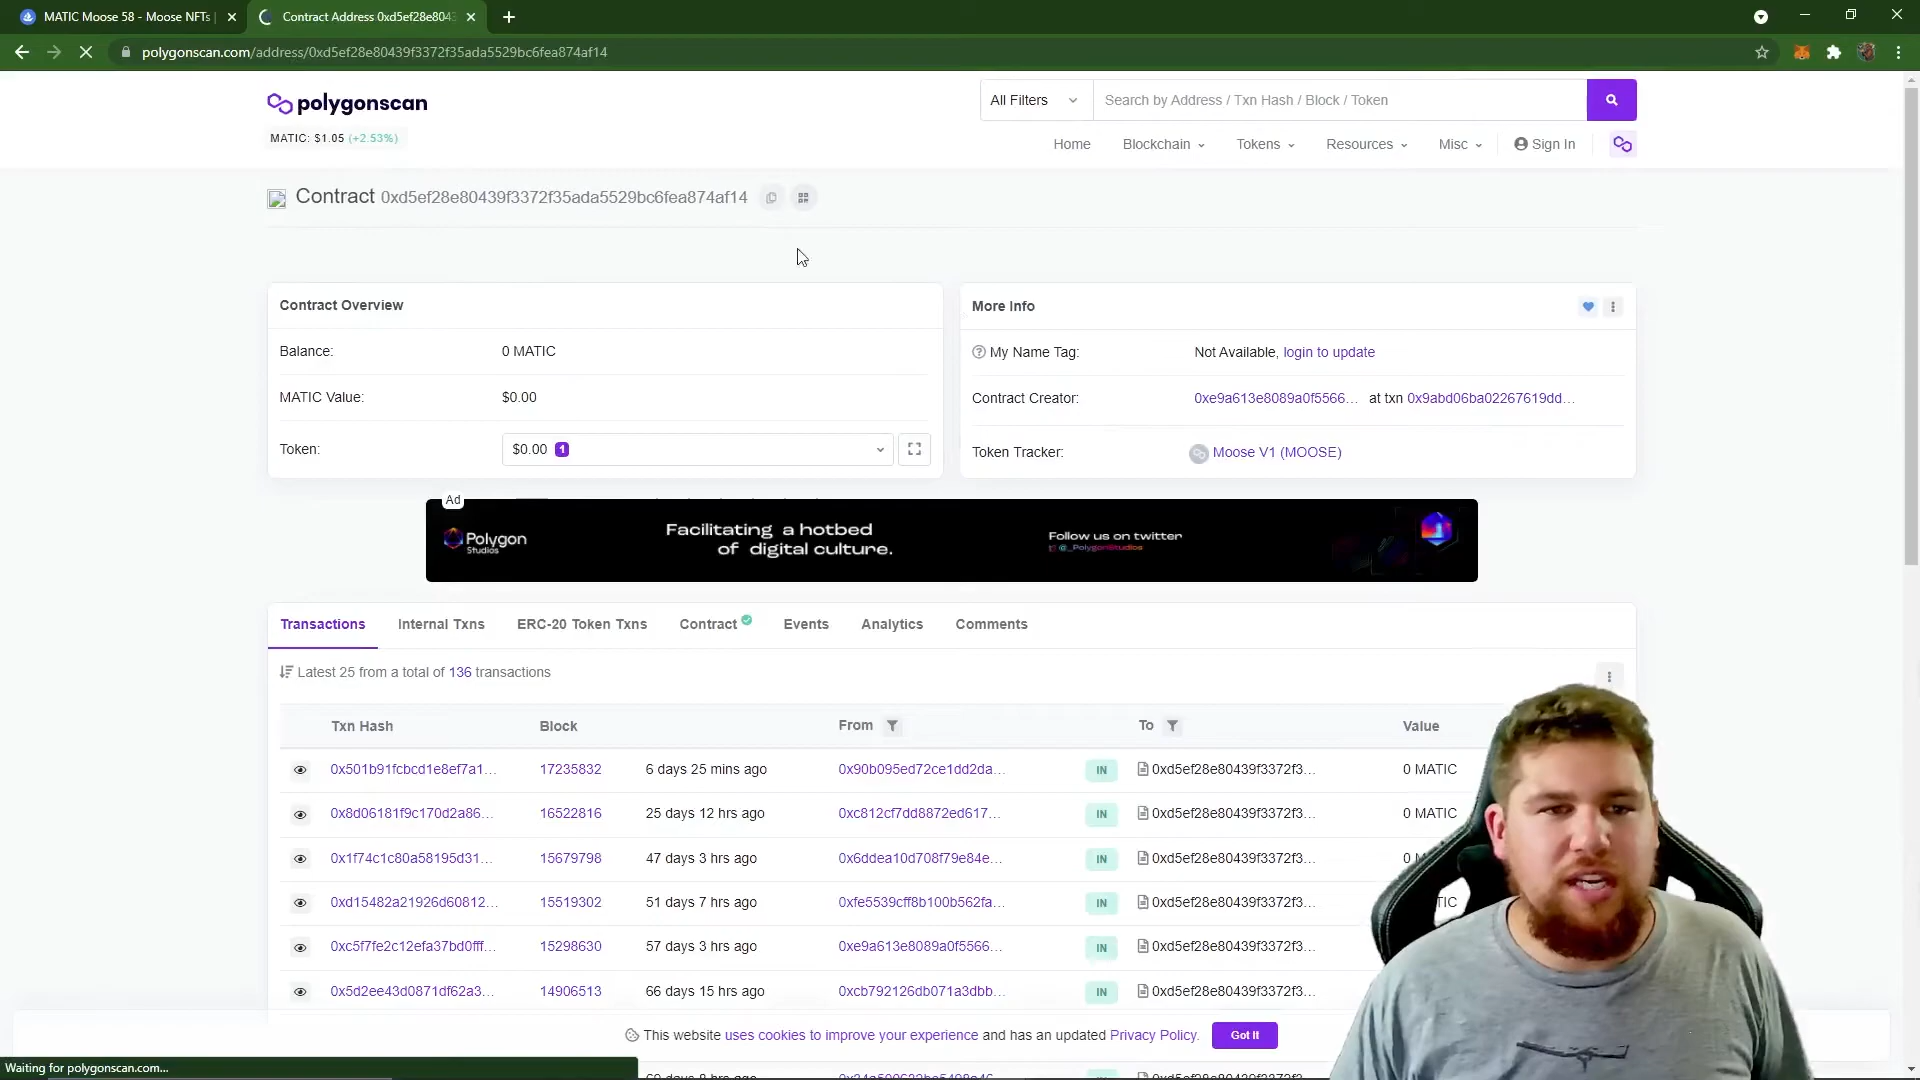 MATIC Moose 58 - Moose NFTs |
Contract Address 0xd5ef28e8043
polygonscan.com/address/0xd5ef28e80439f3372f35ada5529bc6fea874af14
polygonscan
All Filters
Search by Address / Txn Hash / Block / Token
MATIC: $1.05 (+2.53%)
Home
Blockchain
Tokens
Resources
Misc
Sign In
Contract 0xd5ef28e80439f3372f35ada5529bc6fea874af14
Contract Overview
Balance:
0 MATIC
MATIC Value:
$0.00
Token:
$0.00 1
More Info
My Name Tag:
Not Available, login to update
Contract Creator:
0xe9a613e8089a0f5566... at txn 0x9abd06ba02267619dd...
Token Tracker:
Moose V1 (MOOSE)
Ad
Polygon
Studios
Facilitating a hotbed
of digital culture.
Follow us on twitter
@_PolygonStudios
Transactions
Internal Txns
ERC-20 Token Txns
Contract
Events
Analytics
Comments
Latest 25 from a total of 136 transactions
Txn Hash
Block
From
To
Value
0x501b91fcbcd1e8ef7a1... 17235832 6 days 25 mins ago 0x90b095ed72ce1dd2da... IN 0xd5ef28e80439f3372f3... 0 MATIC
0x8d06181f9c170d2a86... 16522816 25 days 12 hrs ago 0xc812cf7dd8872ed617... IN 0xd5ef28e80439f3372f3... 0 MATIC
0x1f74c1c80a58195d31... 15679798 47 days 3 hrs ago 0x6ddea10d708f79e84e... IN 0xd5ef28e80439f3372f3...
0xd15482a21926d60812... 15519302 51 days 7 hrs ago 0xfe5539cff8b100b562fa... IN 0xd5ef28e80439f3372f3...
0xc5f7fe2c12efa37bd0fff... 15298630 57 days 3 hrs ago 0xe9a613e8089a0f5566... IN 0xd5ef28e80439f3372f3...
0x5d2ee43d0871df62a3... 14906513 66 days 15 hrs ago 0xcb792126db071a3dbb... IN 0xd5ef28e80439f3372f3...
This website uses cookies to improve your experience and has an updated Privacy Policy.
Got It
Waiting for polygonscan.com...